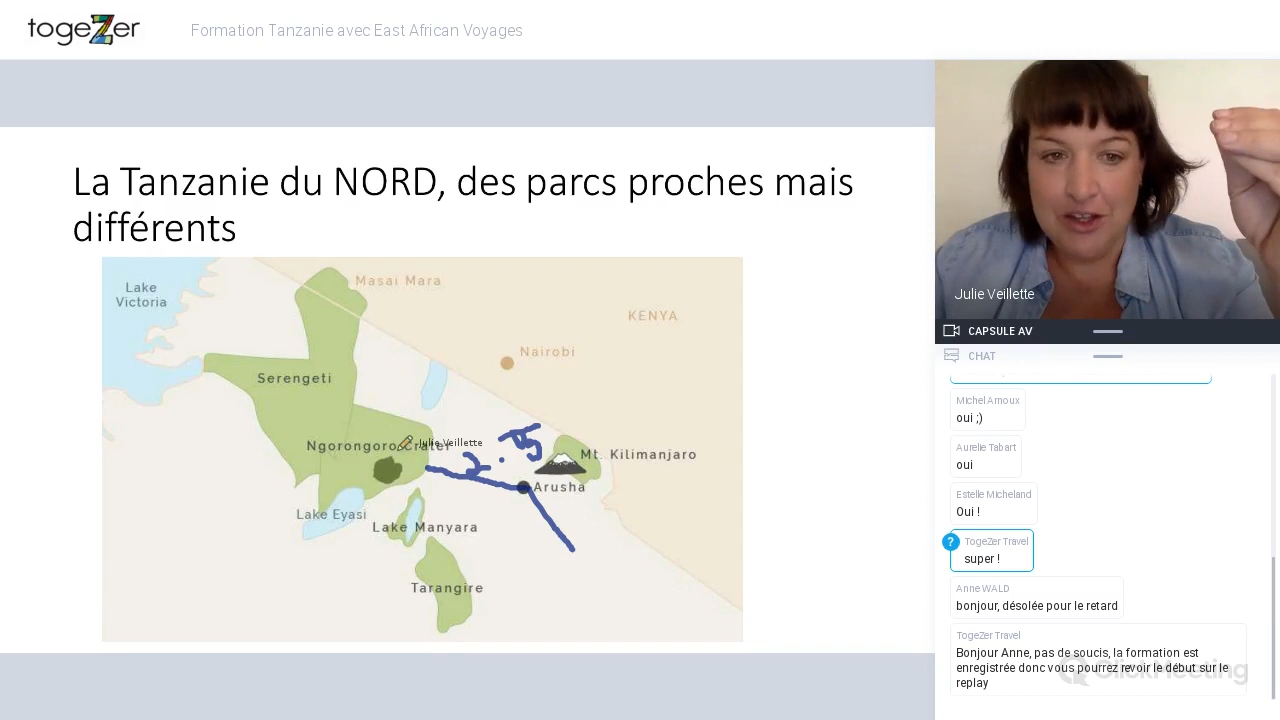 togeZer
Formation Tanzanie avec East African Voyages
La Tanzanie du NORD, des parcs proches mais
différents
Lake
Victoria
Masai Mara
KENYA
Nairobi
Serengeti
Ngorongoro Crater
Julie Veillette
2.5
Mt. Kilimanjaro
Arusha
Lake Eyasi
Lake Manyara
Tarangire
Julie Veillette
CAPSULE AV
CHAT
Michel Arnoux
oui ;)
Aurelie Tabart
oui
Estelle Micheland
Oui !
?
TogeZer Travel
super !
Anne WALD
bonjour, désolée pour le retard
TogeZer Travel
Bonjour Anne, pas de soucis, la formation est
enregistrée donc vous pourrez revoir le début sur le
replay
ClickMeeting